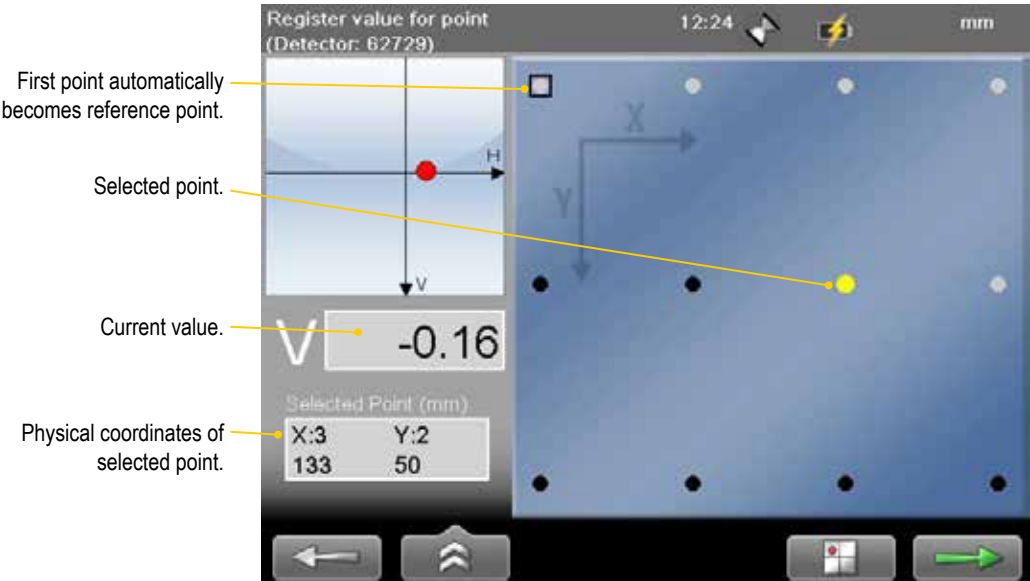 Register value for point
(Detector: 62729)
12:24
mm
First point automatically
becomes reference point.
X
H
Selected point.
Y
V
Current value.
V
-0.16
Selected Point (mm)
Physical coordinates of
selected point.
X:3 Y:2
133 50